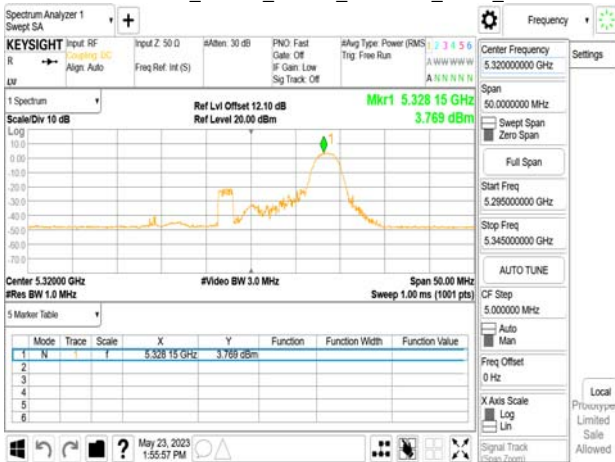 Spectrum Analyzer 1
Swept SA
Frequency
KEYSIGHT Input: RF Input Z: 50 Ω #Atten: 30 dB PNO: Fast #Avg Type: Power (RMS 1 2 3 4 5 6
R Coupling: DC Gate: Off Trig: Free Run A W W W W W
Align: Auto Freq Ref: Int (S) IF Gain: Low
Sig Track: Off A N N N N N
LW
1 Spectrum
Ref Lvl Offset 12.10 dB Mkr1 5.328 15 GHz
Scale/Div 10 dB Ref Level 20.00 dBm 3.769 dBm
Log
10.0
0.00
-10.0
-20.0
-30.0
-40.0
-50.0
-60.0
-70.0
1
Center 5.32000 GHz #Video BW 3.0 MHz Span 50.00 MHz
#Res BW 1.0 MHz Sweep 1.00 ms (1001 pts)
5 Marker Table
Mode Trace Scale X Y Function Function Width Function Value
1 N 1 f 5.328 15 GHz 3.769 dBm
2
3
4
5
6
May 23, 2023
1:55:57 PM
Center Frequency
5.320000000 GHz
Settings
Span
50.0000000 MHz
Swept Span
Zero Span
Full Span
Start Freq
5.295000000 GHz
Stop Freq
5.345000000 GHz
AUTO TUNE
CF Step
5.000000 MHz
Auto
Man
Freq Offset
0 Hz
X Axis Scale
Log
Lin
Signal Track
(Span Zoom)
Local
Prototype
Limited
Sale
Allowed